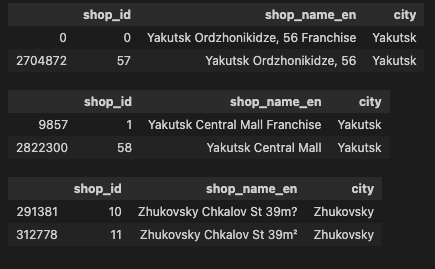 shop_id shop_name_en city
0 0 Yakutsk Ordzhonikidze, 56 Franchise Yakutsk
2704872 57 Yakutsk Ordzhonikidze, 56 Yakutsk
shop_id shop_name_en city
9857 1 Yakutsk Central Mall Franchise Yakutsk
2822300 58 Yakutsk Central Mall Yakutsk
shop_id shop_name_en city
291381 10 Zhukovsky Chkalov St 39m? Zhukovsky
312778 11 Zhukovsky Chkalov St 39m² Zhukovsky